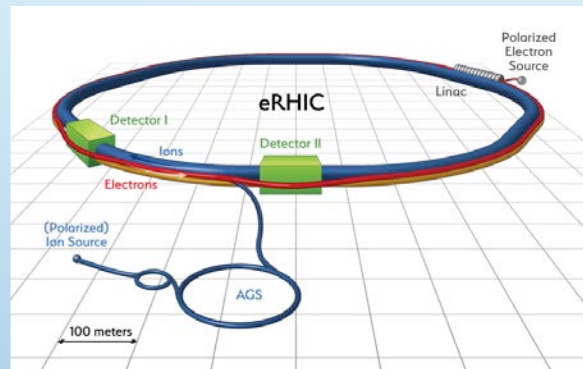 Polarized
Electron
Source
Linac
eRHIC
Detector I
Detector II
Ions
Electrons
(Polarized)
Ion Source
AGS
100 meters